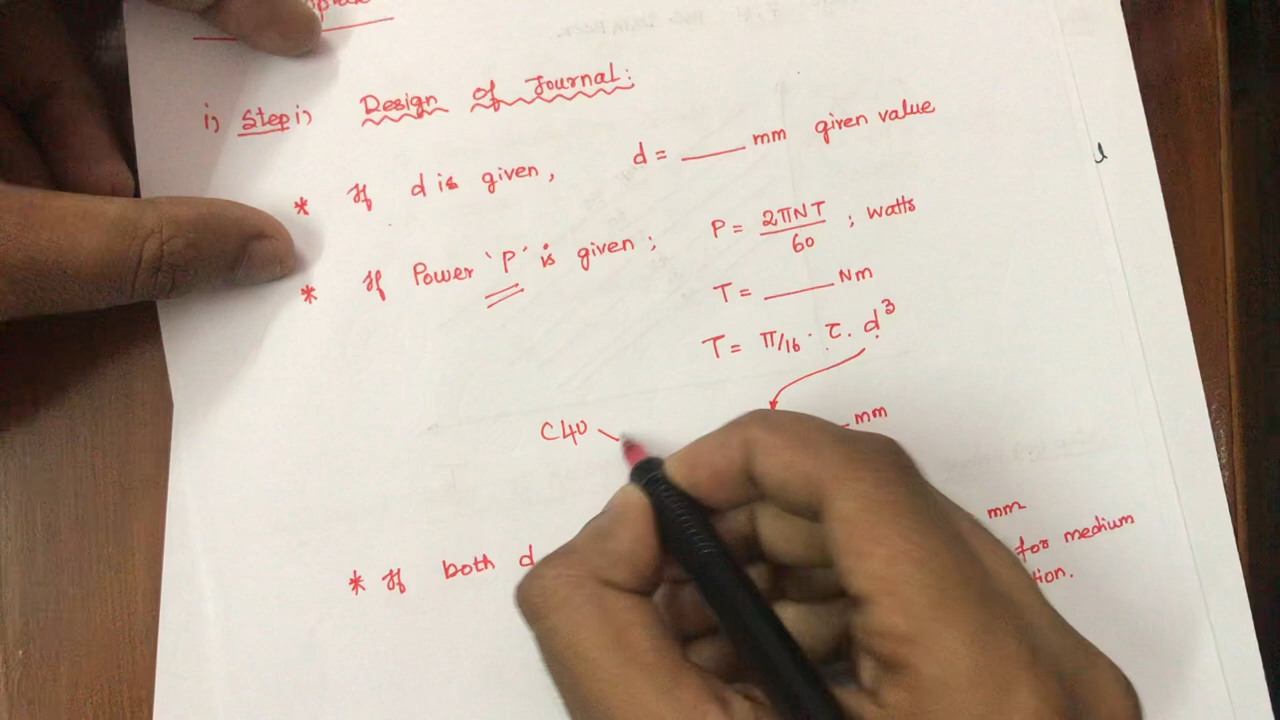 i) Step i) Design of Journal:
* If d is given, d = ____ mm given value
* If Power 'P' is given ; P = 2πNT/60 ; Watts
T = ____ Nm
T = π/16 · τ. d³
C40 mm
mm
* If both d for medium
tion.